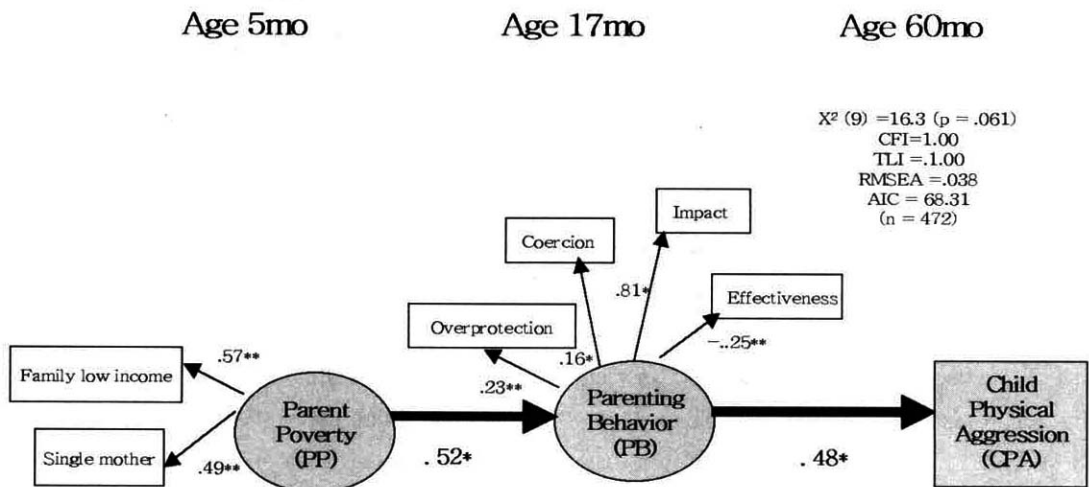 Age 5mo Age 17mo Age 60mo
X² (9) =16.3 (p = .061)
CFI=1.00
TLI =.1.00
RMSEA =.038
AIC = 68.31
(n = 472)
Impact
Coercion
.81*
Effectiveness
Overprotection
.16*
-..25**
.57**
Family low income
.23**
Parent
Poverty
(PP)
Parenting
Behavior
(PB)
Child
Physical
Aggression
(CPA)
Single mother
.49**
. 52*
. 48*